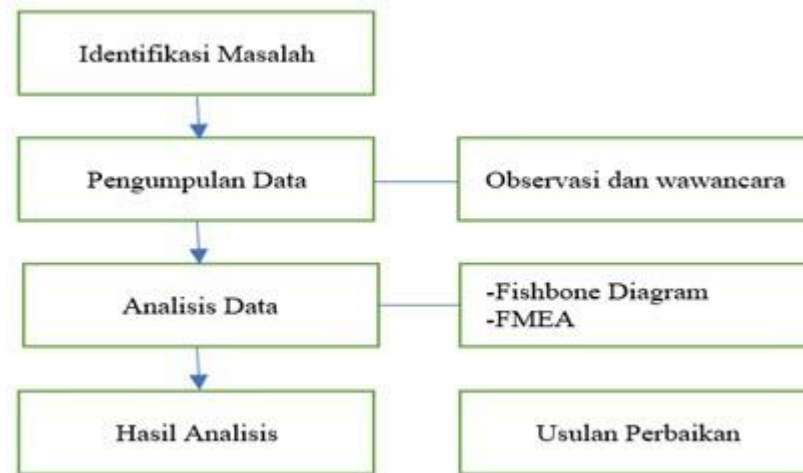 Identifikasi Masalah
Pengumpulan Data
Observasi dan wawancara
Analisis Data
-Fishbone Diagram
-FMEA
Hasil Analisis
Usulan Perbaikan